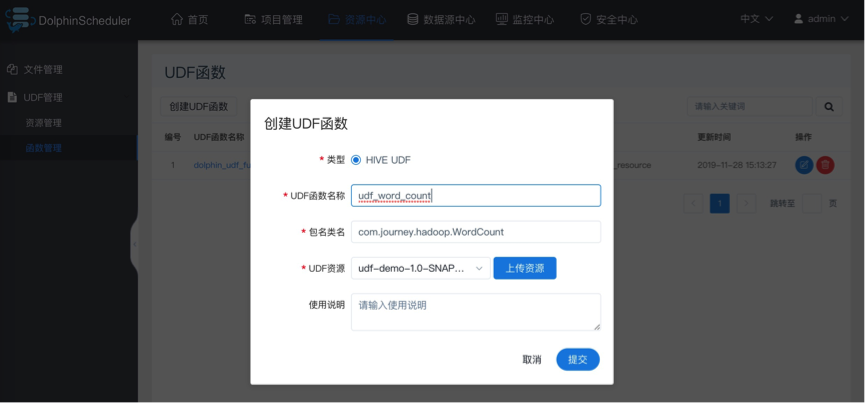 DolphinScheduler 首页 项目管理 资源中心 数据源中心 监控中心 安全中心 中文 admin
文件管理
UDF管理
资源管理
函数管理
UDF函数
创建UDF函数 请输入关键词
编号 UDF函数名称 更新时间 操作
1 dolphin_udf_fu _resource 2019-11-28 15:13:27
1 跳转至 页
创建UDF函数
* 类型 HIVE UDF
* UDF函数名称 udf_word_count
* 包名类名 com.journey.hadoop.WordCount
* UDF资源 udf-demo-1.0-SNAP... 上传资源
使用说明 请输入使用说明
取消 提交